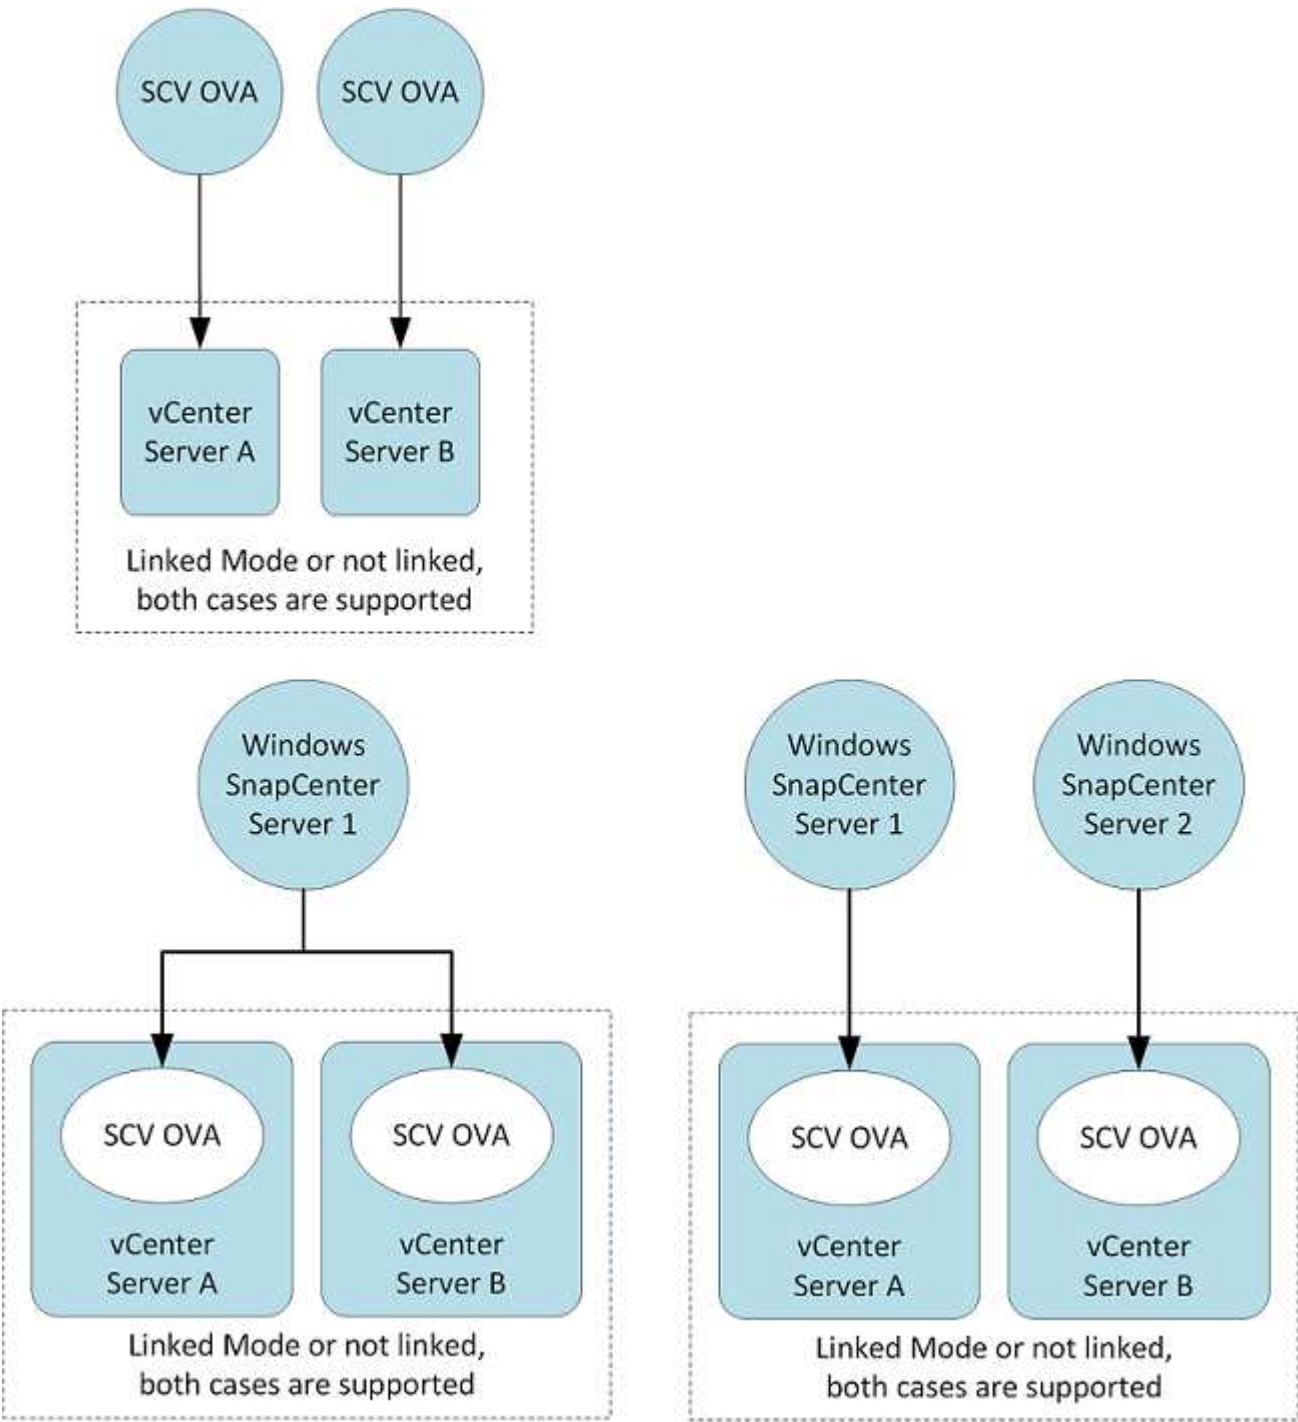 SCV OVA
SCV OVA
vCenter
Server A
vCenter
Server B
Linked Mode or not linked,
both cases are supported
Windows
SnapCenter
Server 1
SCV OVA
vCenter
Server A
SCV OVA
vCenter
Server B
Linked Mode or not linked,
both cases are supported
Windows
SnapCenter
Server 1
Windows
SnapCenter
Server 2
SCV OVA
vCenter
Server A
SCV OVA
vCenter
Server B
Linked Mode or not linked,
both cases are supported